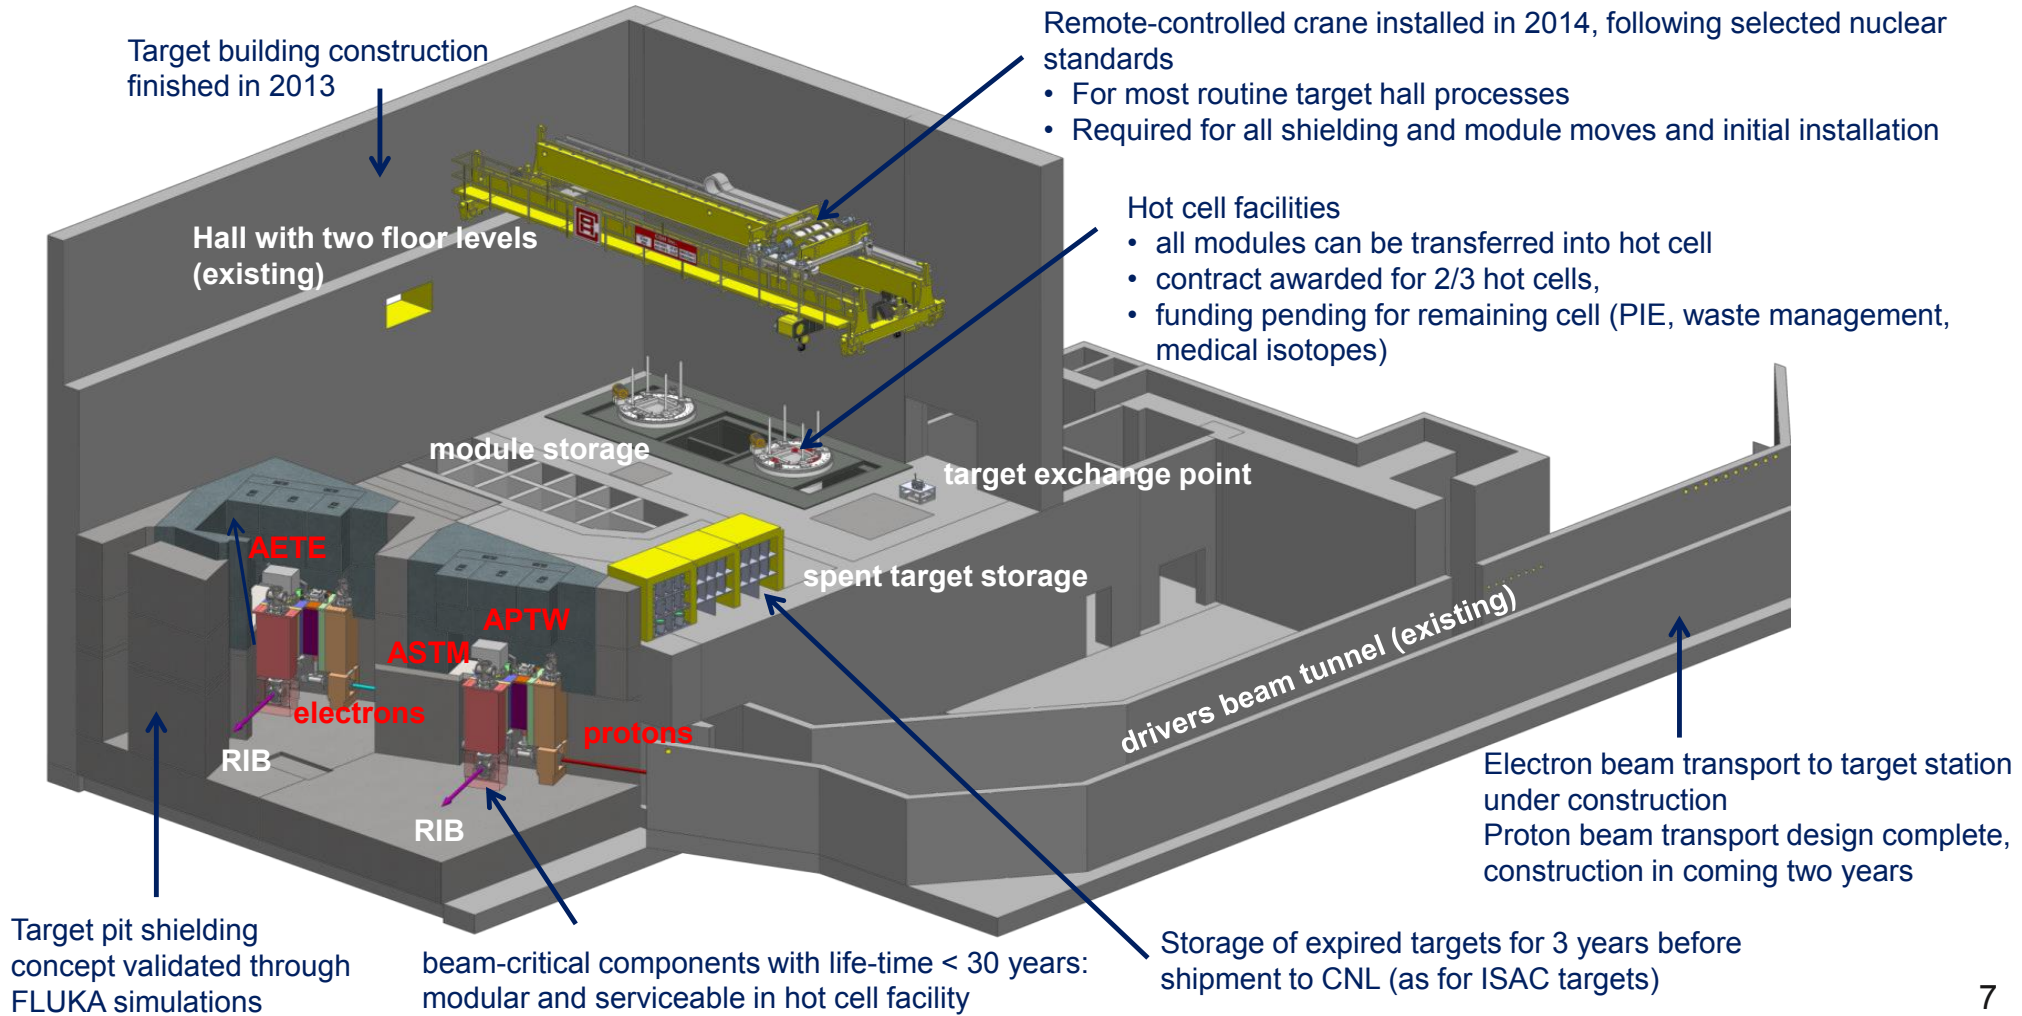 Target building construction
finished in 2013
Remote-controlled crane installed in 2014, following selected nuclear
standards
• For most routine target hall processes
• Required for all shielding and module moves and initial installation
Hot cell facilities
• all modules can be transferred into hot cell
• contract awarded for 2/3 hot cells,
• funding pending for remaining cell (PIE, waste management,
medical isotopes)
Hall with two floor levels
(existing)
module storage
target exchange point
spent target storage
AETE
APTW
ASTM
electrons
protons
RIB
RIB
drivers beam tunnel (existing)
Electron beam transport to target station
under construction
Proton beam transport design complete,
construction in coming two years
Target pit shielding
concept validated through
FLUKA simulations
beam-critical components with life-time < 30 years:
modular and serviceable in hot cell facility
Storage of expired targets for 3 years before
shipment to CNL (as for ISAC targets)
7